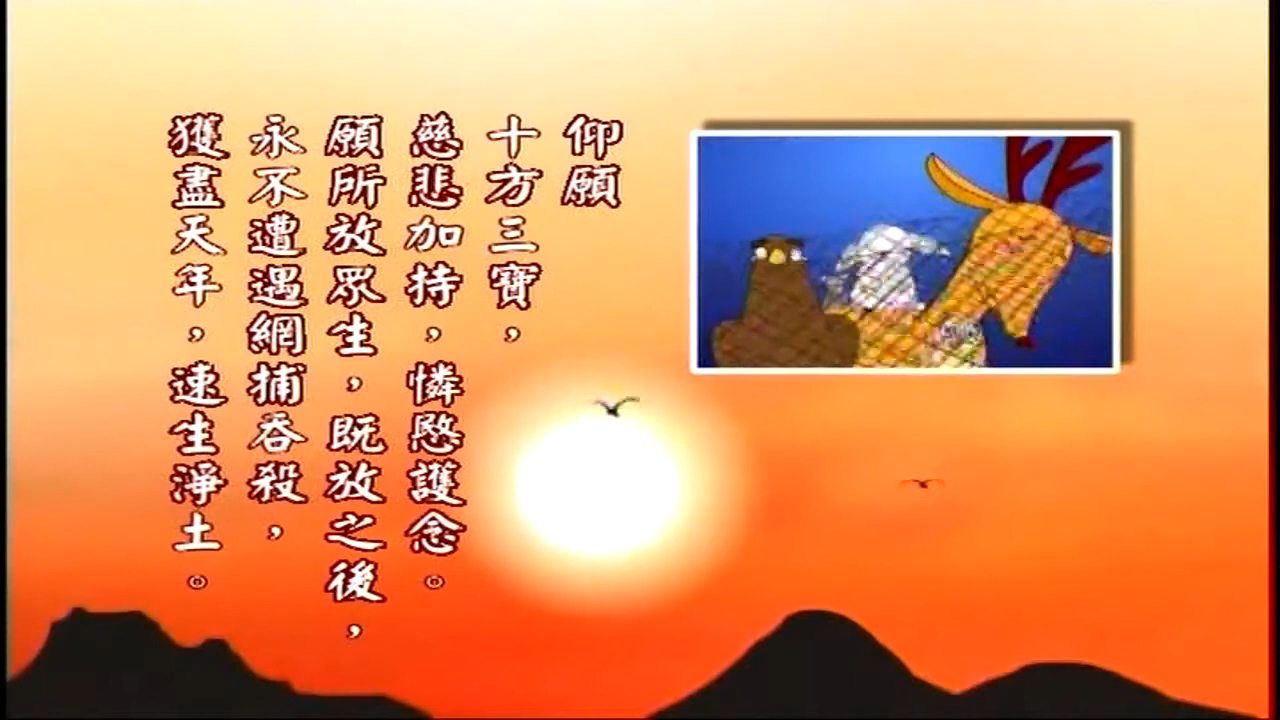 仰願
十方三寶，
慈悲加持，憐愍護念。
願所放眾生，既放之後，
永不遭遇網捕吞殺，
獲盡天年，速生淨土。